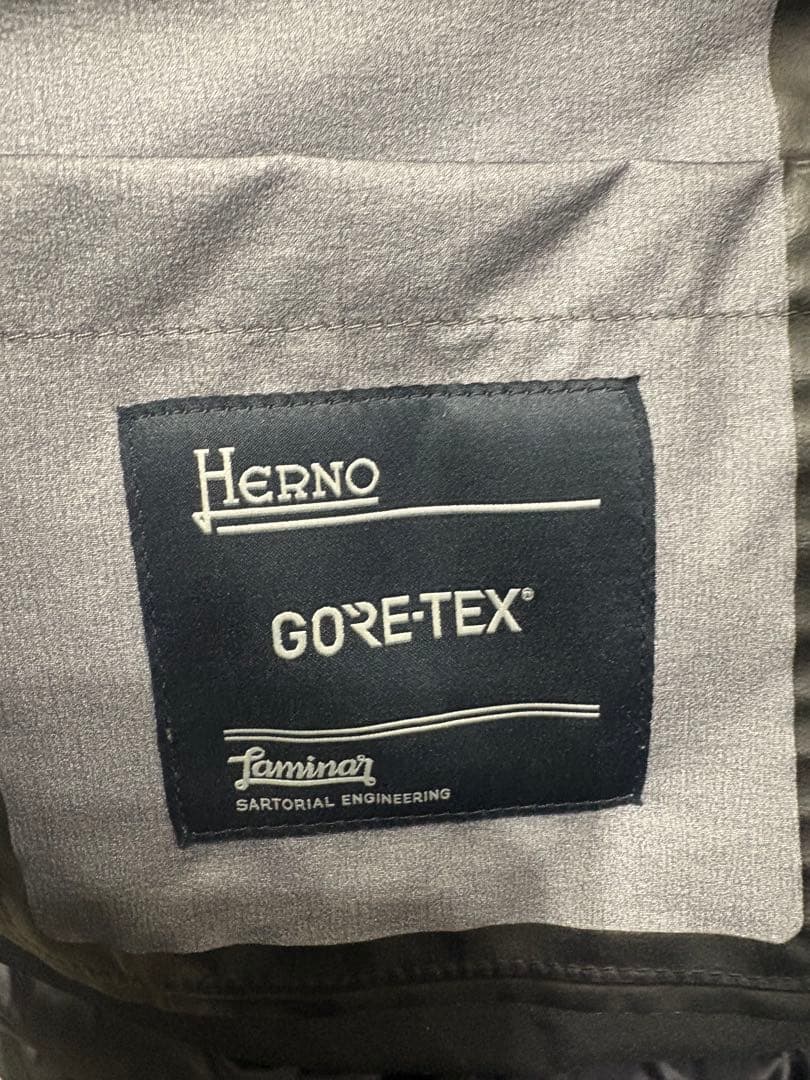 HERNO
GORE-TEX®
Laminar
SARTORIAL ENGINEERING